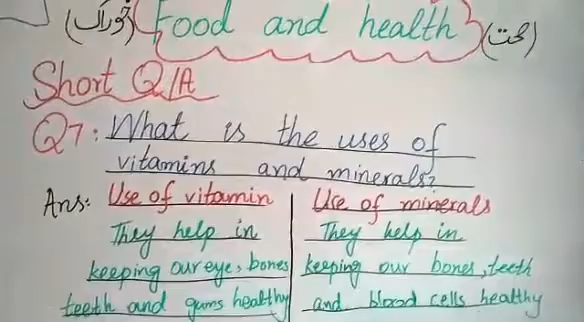 (خوراک) Food and health (صحت)
Short Q/A
Q7: What is the uses of
vitamins and minerals?
Ans: Use of vitamin
They help in
keeping our eye, bones
teeth and gums healthy
Use of minerals
They help in
keeping our bones, teeth
and blood cells healthy